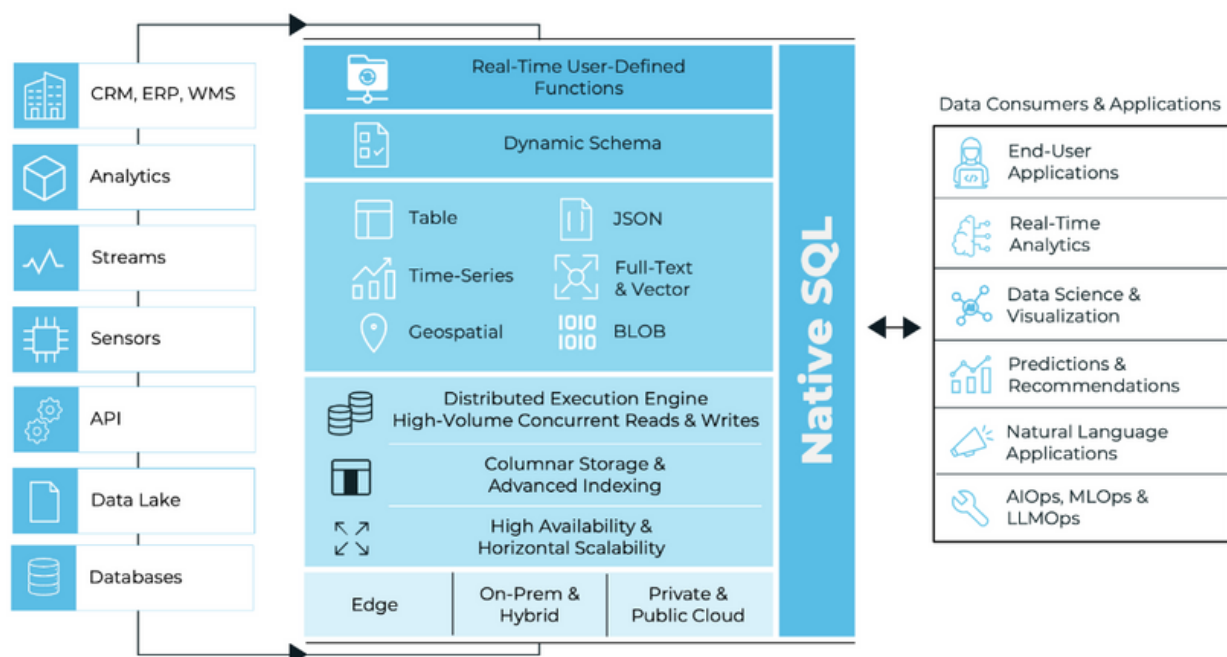 CRM, ERP, WMS
Analytics
Streams
Sensors
API
Data Lake
Databases
Real-Time User-Defined
Functions
Dynamic Schema
Table
JSON
Time-Series
Full-Text
& Vector
Geospatial
1010
1010
BLOB
Distributed Execution Engine
High-Volume Concurrent Reads & Writes
Columnar Storage &
Advanced Indexing
High Availability &
Horizontal Scalability
Edge
On-Prem &
Hybrid
Private &
Public Cloud
Native SQL
Data Consumers & Applications
End-User
Applications
Real-Time
Analytics
Data Science &
Visualization
Predictions &
Recommendations
Natural Language
Applications
AIOps, MLOps &
LLMOps